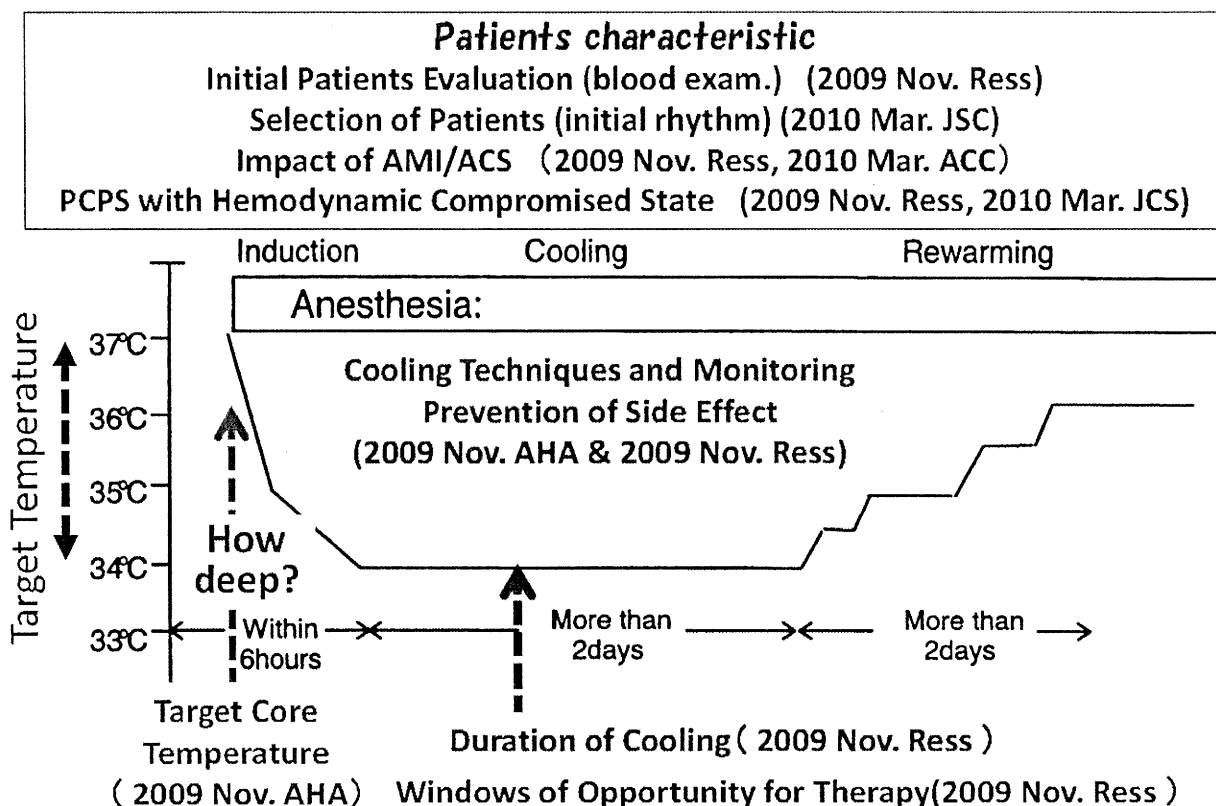 Patients characteristic
Initial Patients Evaluation (blood exam.) (2009 Nov. Ress)
Selection of Patients (initial rhythm) (2010 Mar. JSC)
Impact of AMI/ACS （2009 Nov. Ress, 2010 Mar. ACC）
PCPS with Hemodynamic Compromised State (2009 Nov. Ress, 2010 Mar. JCS)
Induction Cooling Rewarming
Anesthesia:
Target Temperature
37℃
36℃
35℃
34℃
33℃
Cooling Techniques and Monitoring
Prevention of Side Effect
(2009 Nov. AHA & 2009 Nov. Ress)
How
deep?
Within
6hours
More than
2days
More than
2days
Target Core
Temperature
（2009 Nov. AHA）
Duration of Cooling（2009 Nov. Ress）
Windows of Opportunity for Therapy(2009 Nov. Ress）